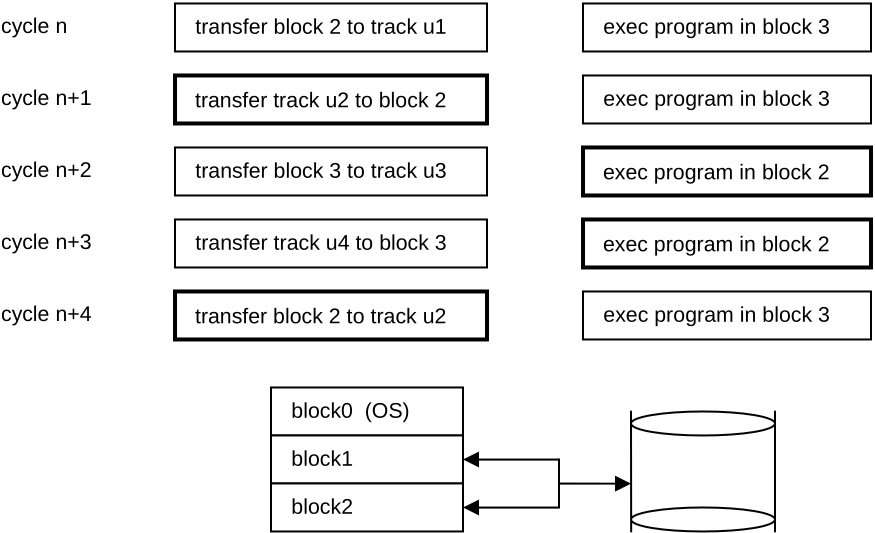 cycle n transfer block 2 to track u1 exec program in block 3
cycle n+1 transfer track u2 to block 2 exec program in block 3
cycle n+2 transfer block 3 to track u3 exec program in block 2
cycle n+3 transfer track u4 to block 3 exec program in block 2
cycle n+4 transfer block 2 to track u2 exec program in block 3
block0 (OS)
block1
block2